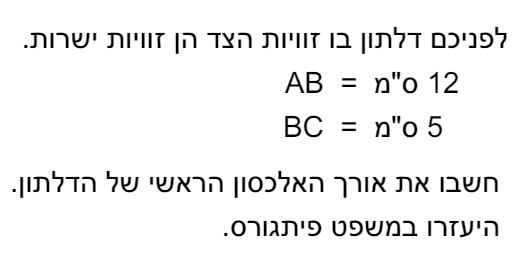 לפניכם דלתון בו זוויות הצד הן זוויות ישרות.
12 ס"מ = AB
5 ס"מ = BC
חשבו את אורך האלכסון הראשי של הדלתון.
היעזרו במשפט פיתגורס.